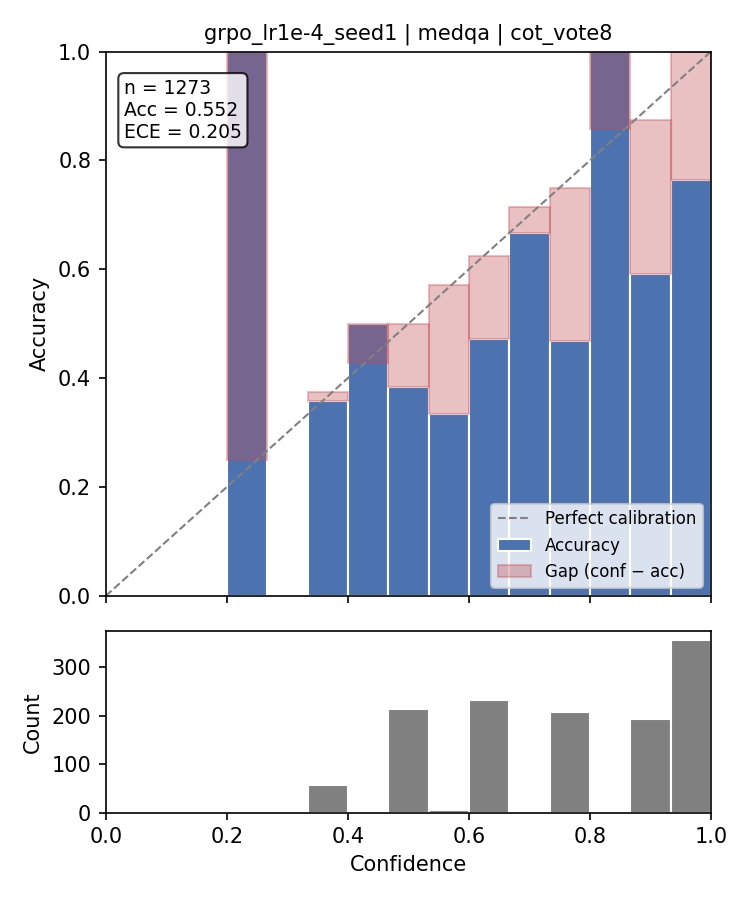 grpo_lr1e-4_seed1 | medqa | cot_vote8
n = 1273
Acc = 0.552
ECE = 0.205
Accuracy
1.0
0.8
0.6
0.4
0.2
0.0
Perfect calibration
Accuracy
Gap (conf − acc)
Count
300
200
100
0
0.0 0.2 0.4 0.6 0.8 1.0
Confidence